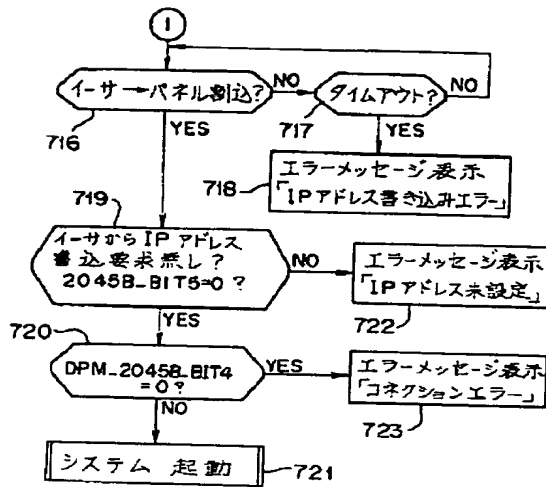 1
イーサ→パネル割込?
NO
タイムアウト?
NO
716
YES
717
YES
エラーメッセージ表示
「IPアドレス書き込みエラー」
718
719
イーサからIPアドレス
書込要求無し?
2045B_BIT5=0?
NO
エラーメッセージ表示
「IPアドレス未設定」
722
YES
720
DPM_2045B_BIT4
=0?
YES
エラーメッセージ表示
「コネクションエラー」
723
NO
システム 起動
721